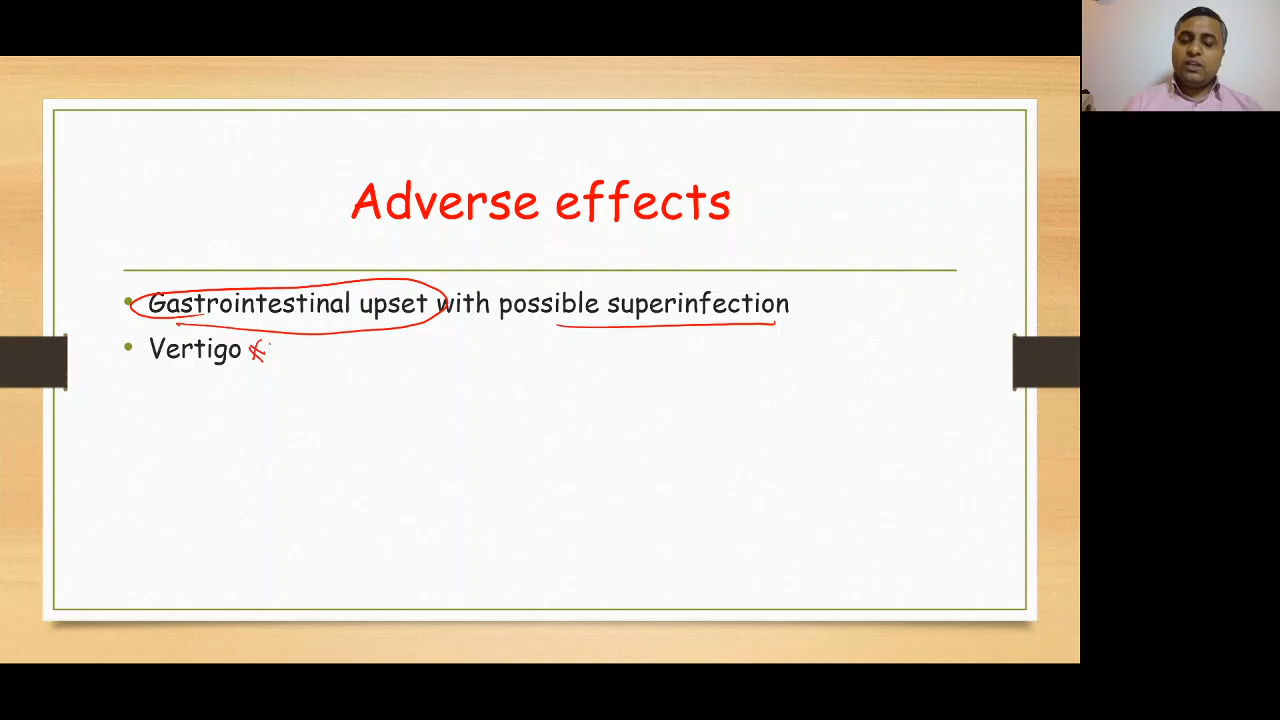 Adverse effects
Gastrointestinal upset with possible superinfection
Vertigo